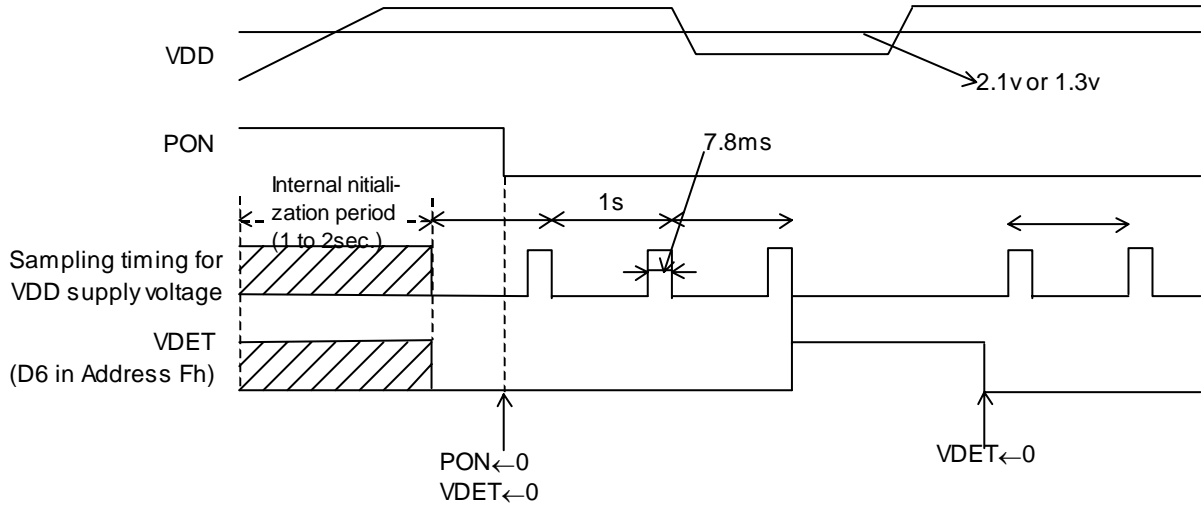 VDD
2.1v or 1.3v
PON
7.8ms
Internal nitiali-
zation period
(1 to 2sec.)
1s
Sampling timing for
VDD supply voltage
VDET
(D6 in Address Fh)
PON←0
VDET←0
VDET←0